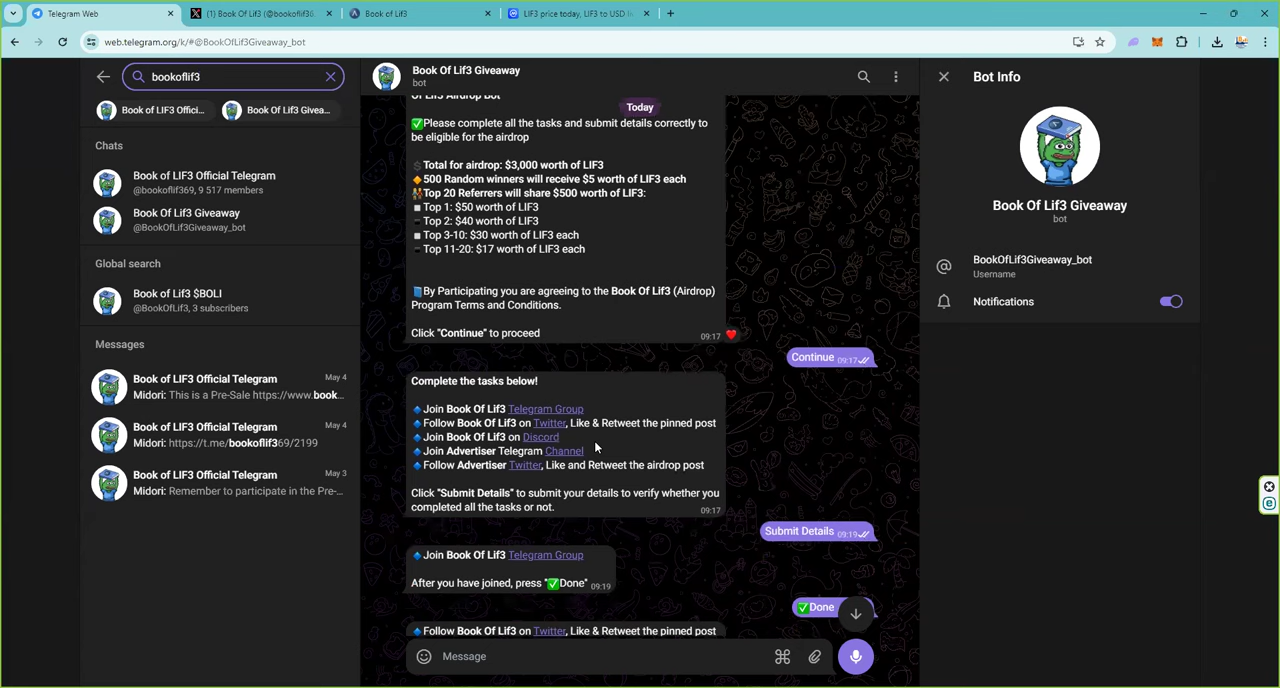 Telegram Web
(1) Book Of Lif3 (@bookoflif36
Book of Lif3
LIF3 price today, LIF3 to USD li
web.telegram.org/k/#@BookOfLif3Giveaway_bot
bookoflif3
Book of LIF3 Offici...
Book Of Lif3 Givea...
Chats
Book of LIF3 Official Telegram
@bookoflif369, 9 517 members
Book Of Lif3 Giveaway
@BookOfLif3Giveaway_bot
Global search
Book of Lif3 $BOLI
@BookOfLif3, 3 subscribers
Messages
Book of LIF3 Official Telegram May 4
Midori: This is a Pre-Sale https://www.book...
Book of LIF3 Official Telegram May 4
Midori: https://t.me/bookoflif369/2199
Book of LIF3 Official Telegram May 3
Midori: Remember to participate in the Pre-...
Book Of Lif3 Giveaway
bot
Of Lif3 Airdrop Bot
Today
✅Please complete all the tasks and submit details correctly to
be eligible for the airdrop
Total for airdrop: $3,000 worth of LIF3
🔸500 Random winners will receive $5 worth of LIF3 each
Top 20 Referrers will share $500 worth of LIF3:
Top 1: $50 worth of LIF3
Top 2: $40 worth of LIF3
Top 3-10: $30 worth of LIF3 each
Top 11-20: $17 worth of LIF3 each
📘By Participating you are agreeing to the Book Of Lif3 (Airdrop)
Program Terms and Conditions.
Click "Continue" to proceed
09:17
Continue 09:17
Complete the tasks below!
🔹Join Book Of Lif3 Telegram Group
🔹Follow Book Of Lif3 on Twitter, Like & Retweet the pinned post
🔹Join Book Of Lif3 on Discord
🔹Join Advertiser Telegram Channel
🔹Follow Advertiser Twitter, Like and Retweet the airdrop post
Click "Submit Details" to submit your details to verify whether you
completed all the tasks or not.
09:17
Submit Details 09:19
🔹Join Book Of Lif3 Telegram Group
After you have joined, press "✅Done" 09:19
✅Done
🔹Follow Book Of Lif3 on Twitter, Like & Retweet the pinned post
Message
Bot Info
Book Of Lif3 Giveaway
bot
BookOfLif3Giveaway_bot
Username
Notifications